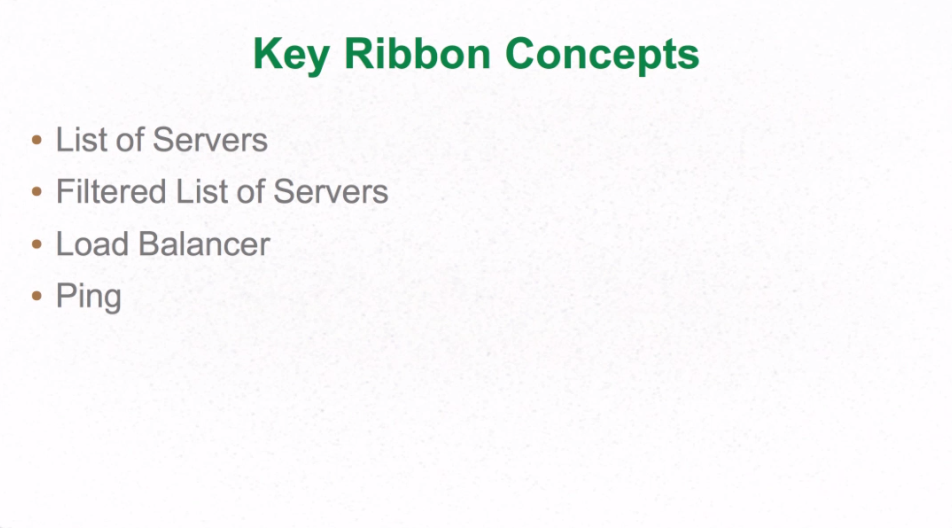 Key Ribbon Concepts
• List of Servers
• Filtered List of Servers
• Load Balancer
• Ping